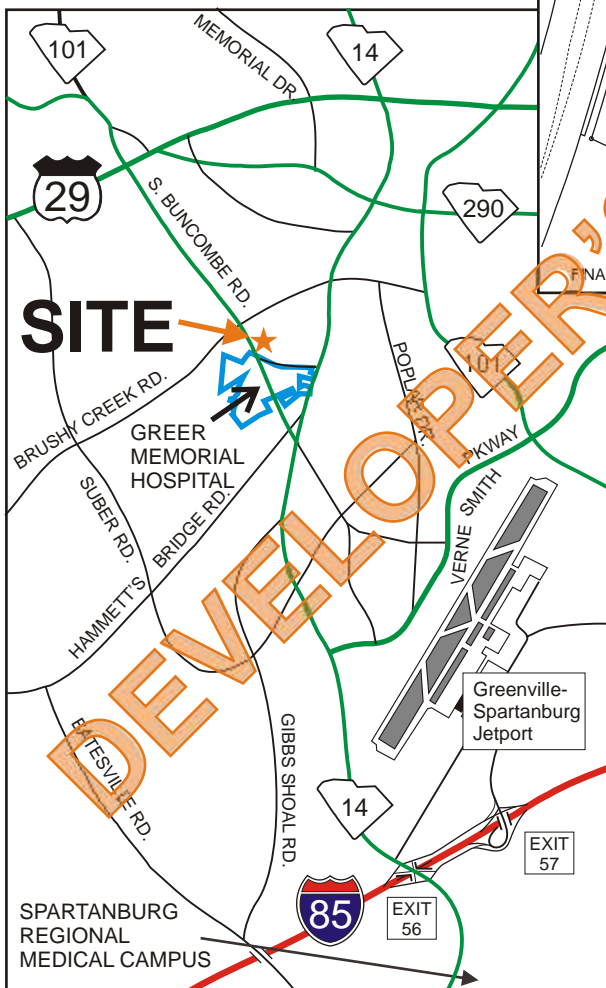 101
MEMORIAL DR.
14
29
290
S. BUNCOMBE RD.
SITE
101
POPLAR DR.
BRUSHY CREEK RD.
GREER
MEMORIAL
HOSPITAL
PKWAY
VERNE SMITH
SUBER RD.
HAMMETT'S BRIDGE RD.
DEVELOPER'S
Greenville-
Spartanburg
Jetport
BATESVILLE RD.
GIBBS SHOAL RD.
14
EXIT
57
85
EXIT
56
SPARTANBURG
REGIONAL
MEDICAL CAMPUS